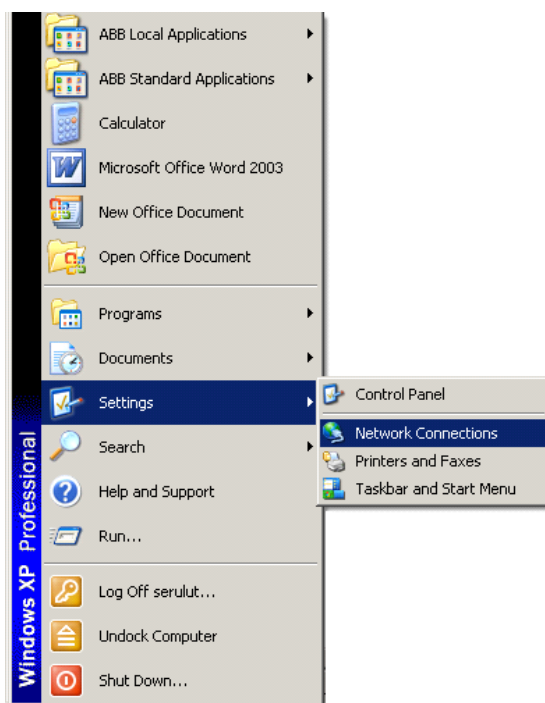 ABB Local Applications
ABB Standard Applications
Calculator
Microsoft Office Word 2003
New Office Document
Open Office Document
Programs
Documents
Settings
Search
Help and Support
Run...
Log Off serulut...
Undock Computer
Shut Down...
Control Panel
Network Connections
Printers and Faxes
Taskbar and Start Menu
Windows XP Professional